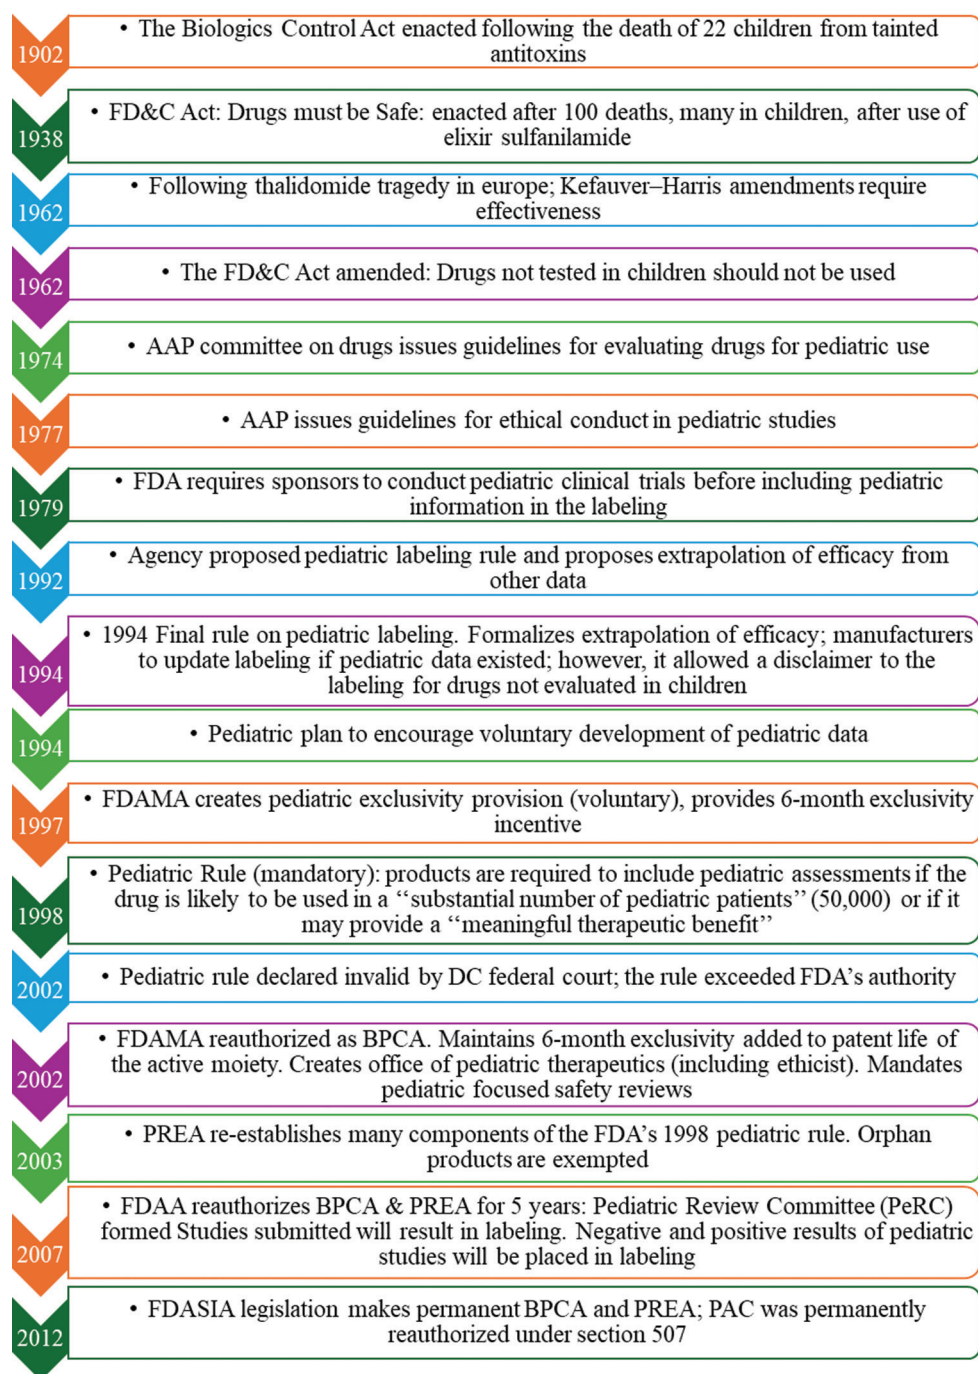 1902
• The Biologics Control Act enacted following the death of 22 children from tainted
antitoxins
1938
• FD&C Act: Drugs must be Safe: enacted after 100 deaths, many in children, after use of
elixir sulfanilamide
1962
• Following thalidomide tragedy in europe; Kefauver–Harris amendments require
effectiveness
1962
• The FD&C Act amended: Drugs not tested in children should not be used
1974
• AAP committee on drugs issues guidelines for evaluating drugs for pediatric use
1977
• AAP issues guidelines for ethical conduct in pediatric studies
1979
• FDA requires sponsors to conduct pediatric clinical trials before including pediatric
information in the labeling
1992
• Agency proposed pediatric labeling rule and proposes extrapolation of efficacy from
other data
1994
• 1994 Final rule on pediatric labeling. Formalizes extrapolation of efficacy; manufacturers
to update labeling if pediatric data existed; however, it allowed a disclaimer to the
labeling for drugs not evaluated in children
1994
• Pediatric plan to encourage voluntary development of pediatric data
1997
• FDAMA creates pediatric exclusivity provision (voluntary), provides 6-month exclusivity
incentive
1998
• Pediatric Rule (mandatory): products are required to include pediatric assessments if the
drug is likely to be used in a ‘‘substantial number of pediatric patients’’ (50,000) or if it
may provide a ‘‘meaningful therapeutic benefit’’
2002
• Pediatric rule declared invalid by DC federal court; the rule exceeded FDA’s authority
2002
• FDAMA reauthorized as BPCA. Maintains 6-month exclusivity added to patent life of
the active moiety. Creates office of pediatric therapeutics (including ethicist). Mandates
pediatric focused safety reviews
2003
• PREA re-establishes many components of the FDA’s 1998 pediatric rule. Orphan
products are exempted
2007
• FDAA reauthorizes BPCA & PREA for 5 years: Pediatric Review Committee (PeRC)
formed Studies submitted will result in labeling. Negative and positive results of pediatric
studies will be placed in labeling
2012
• FDASIA legislation makes permanent BPCA and PREA; PAC was permanently
reauthorized under section 507